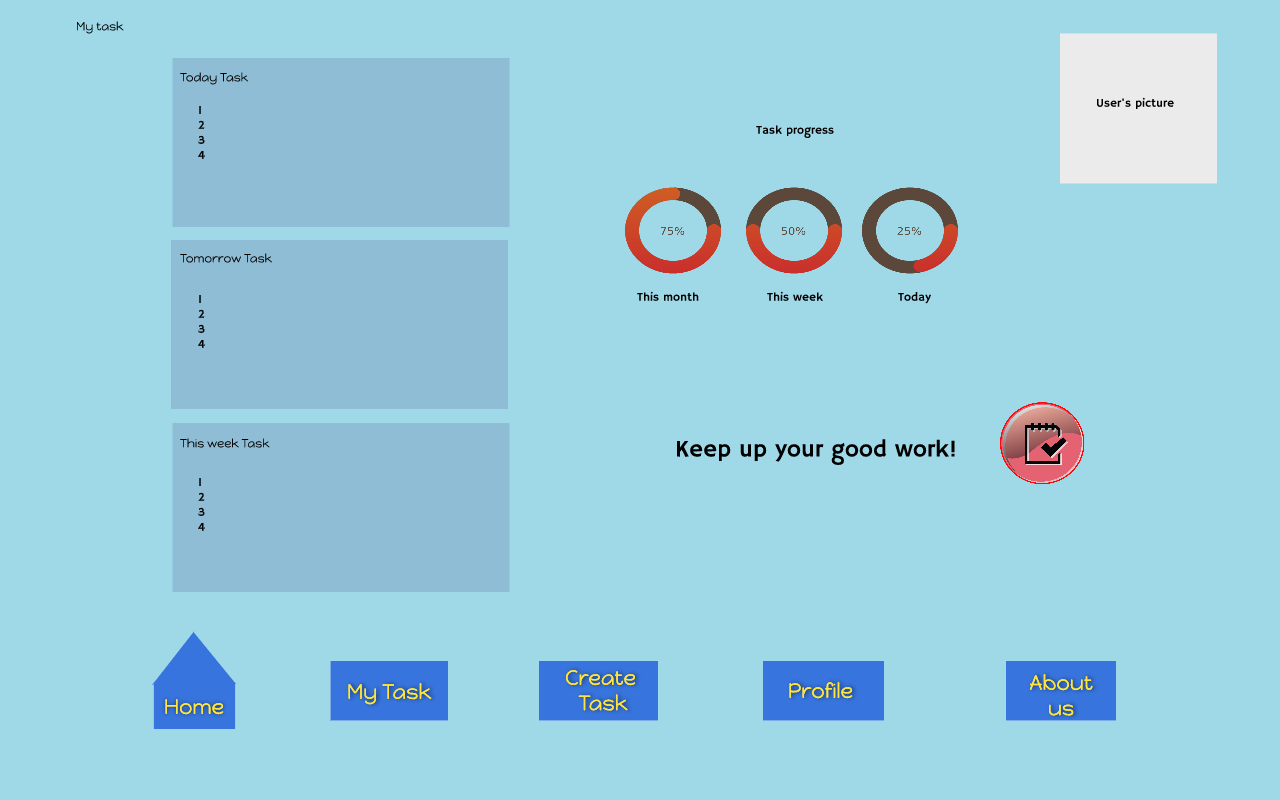 My task
Today Task
1
2
3
4
Tomorrow Task
1
2
3
4
This week Task
1
2
3
4
User's picture
Task progress
75%
50%
25%
This month
This week
Today
Keep up your good work!
Home
My Task
Create
Task
Profile
About
us